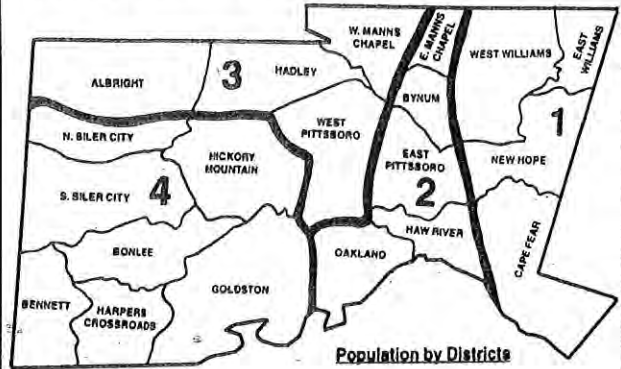 W. MANNS
CHAPEL
E. MANNS
CHAPEL
WEST WILLIAMS
EAST
WILLIAMS
ALBRIGHT
3
HADLEY
BYNUM
1
N. SILER CITY
WEST
PITTSBORO
HICKORY
MOUNTAIN
EAST
PITTSBORO
NEW HOPE
S. SILER CITY
4
2
BONLEE
OAKLAND
HAW RIVER
CAPE FEAR
BENNETT
HARPERS
CROSSROADS
GOLDSTON
Population by Districts